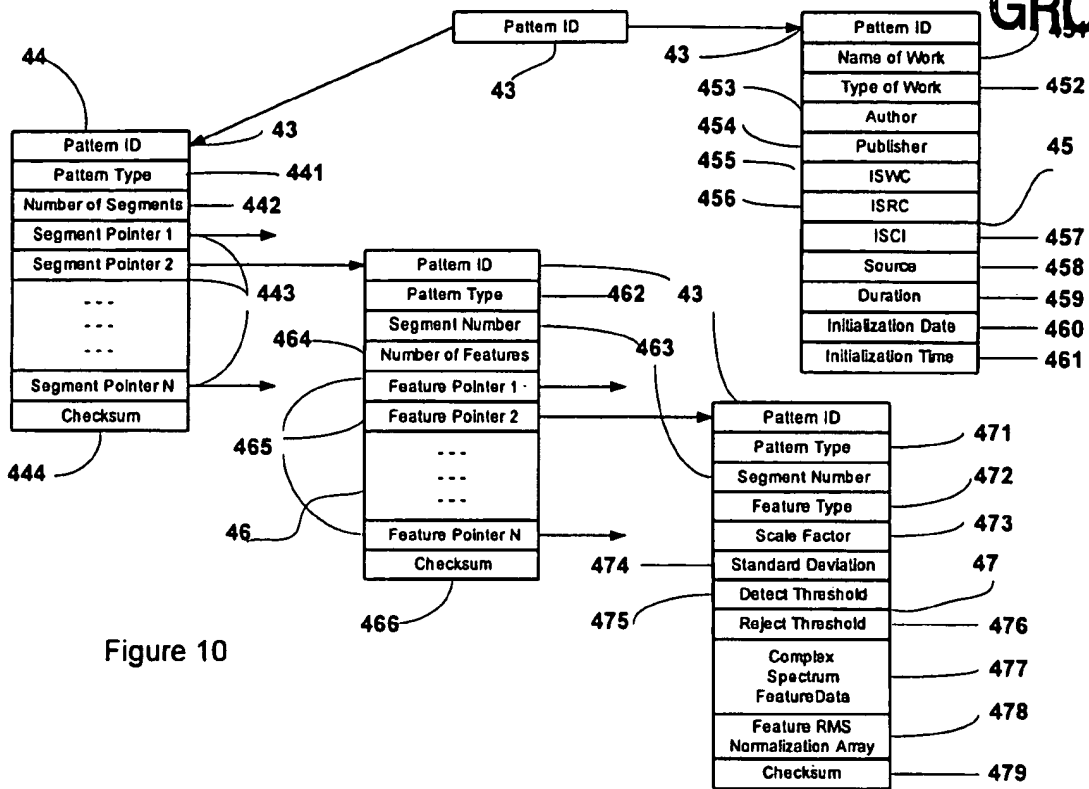 GRC
Pattern ID
43
Pattern ID
Name of Work
Type of Work
Author
Publisher
ISWC
ISRC
ISCI
Source
Duration
Initialization Date
Initialization Time
43
452
453
454
455
456
45
457
458
459
460
461
44
43
Pattern ID
Pattern Type
Number of Segments
Segment Pointer 1
Segment Pointer 2
---
---
---
Segment Pointer N
Checksum
441
442
443
444
Pattern ID
Pattern Type
Segment Number
Number of Features
Feature Pointer 1
Feature Pointer 2
---
---
---
Feature Pointer N
Checksum
43
462
463
464
465
46
466
Pattern ID
Pattern Type
Segment Number
Feature Type
Scale Factor
Standard Deviation
Detect Threshold
Reject Threshold
Complex
Spectrum
FeatureData
Feature RMS
Normalization Array
Checksum
471
472
473
474
47
475
476
477
478
479
Figure 10